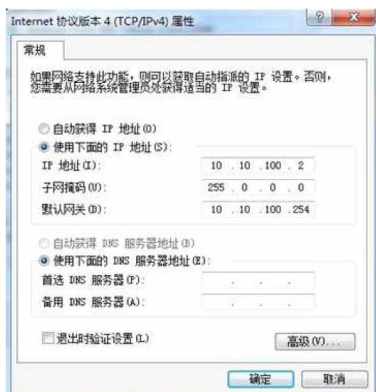 Internet 协议版本 4 (TCP/IPv4) 属性
常规
如果网络支持此功能，则可以获取自动指派的 IP 设置。否则，
您需要从网络系统管理员处获得适当的 IP 设置。
自动获得 IP 地址(O)
使用下面的 IP 地址(S):
IP 地址(I): 10 . 10 .100 . 2
子网掩码(U): 255 . 0 . 0 . 0
默认网关(D): 10 . 10 .100 .254
自动获得 DNS 服务器地址(B)
使用下面的 DNS 服务器地址(E):
首选 DNS 服务器(P): . . .
备用 DNS 服务器(A): . . .
退出时验证设置(L)
高级(V)...
确定 取消